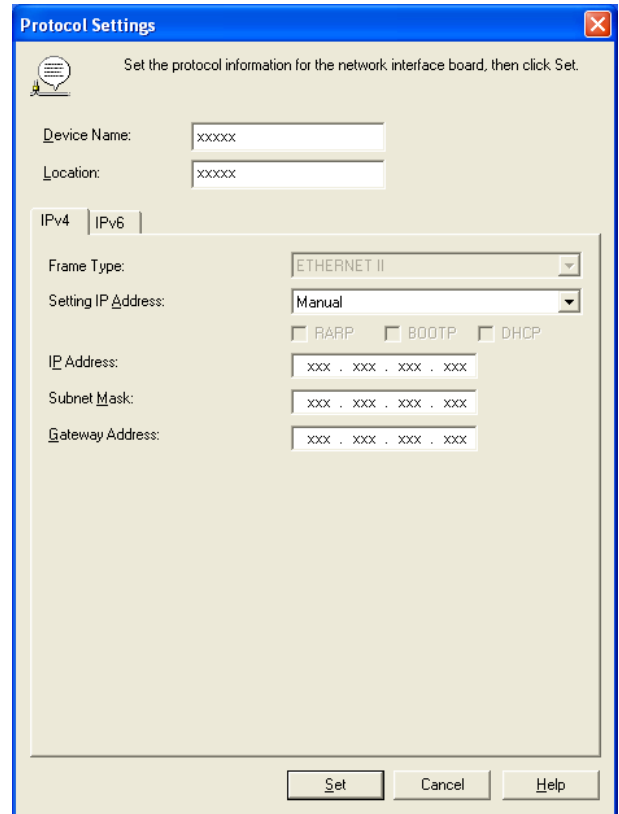 Protocol Settings
Set the protocol information for the network interface board, then click Set.
Device Name: xxxxx
Location: xxxxx
IPv4 IPv6
Frame Type: ETHERNET II
Setting IP Address: Manual
RARP BOOTP DHCP
IP Address: xxx . xxx . xxx . xxx
Subnet Mask: xxx . xxx . xxx . xxx
Gateway Address: xxx . xxx . xxx . xxx
Set Cancel Help